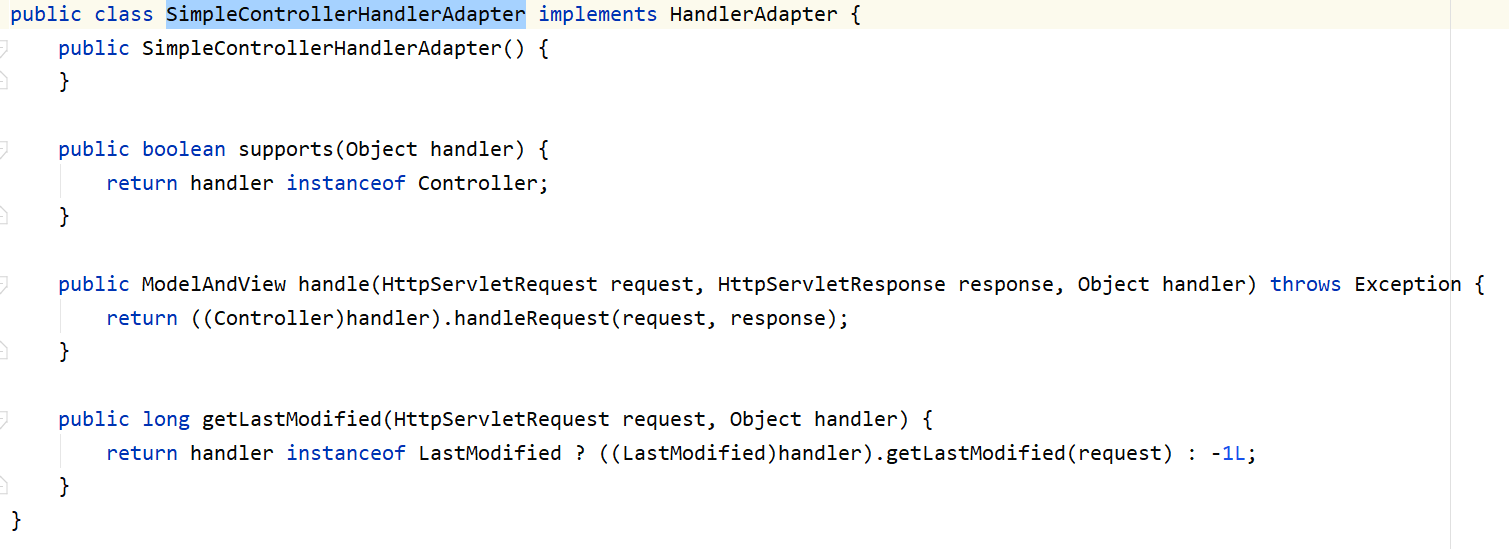 public class SimpleControllerHandlerAdapter implements HandlerAdapter {
    public SimpleControllerHandlerAdapter() {
    }

    public boolean supports(Object handler) {
        return handler instanceof Controller;
    }

    public ModelAndView handle(HttpServletRequest request, HttpServletResponse response, Object handler) throws Exception {
        return ((Controller)handler).handleRequest(request, response);
    }

    public long getLastModified(HttpServletRequest request, Object handler) {
        return handler instanceof LastModified ? ((LastModified)handler).getLastModified(request) : -1L;
    }
}